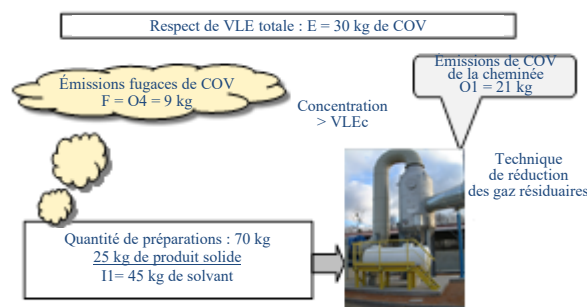 Respect de VLE totale : E = 30 kg de COV
Émissions fugaces de COV
F = O4 = 9 kg
Émissions de COV
de la cheminée
O1 = 21 kg
Concentration
> VLEc
Technique
de réduction
des gaz résiduaires
Quantité de préparations : 70 kg
25 kg de produit solide
I1= 45 kg de solvant